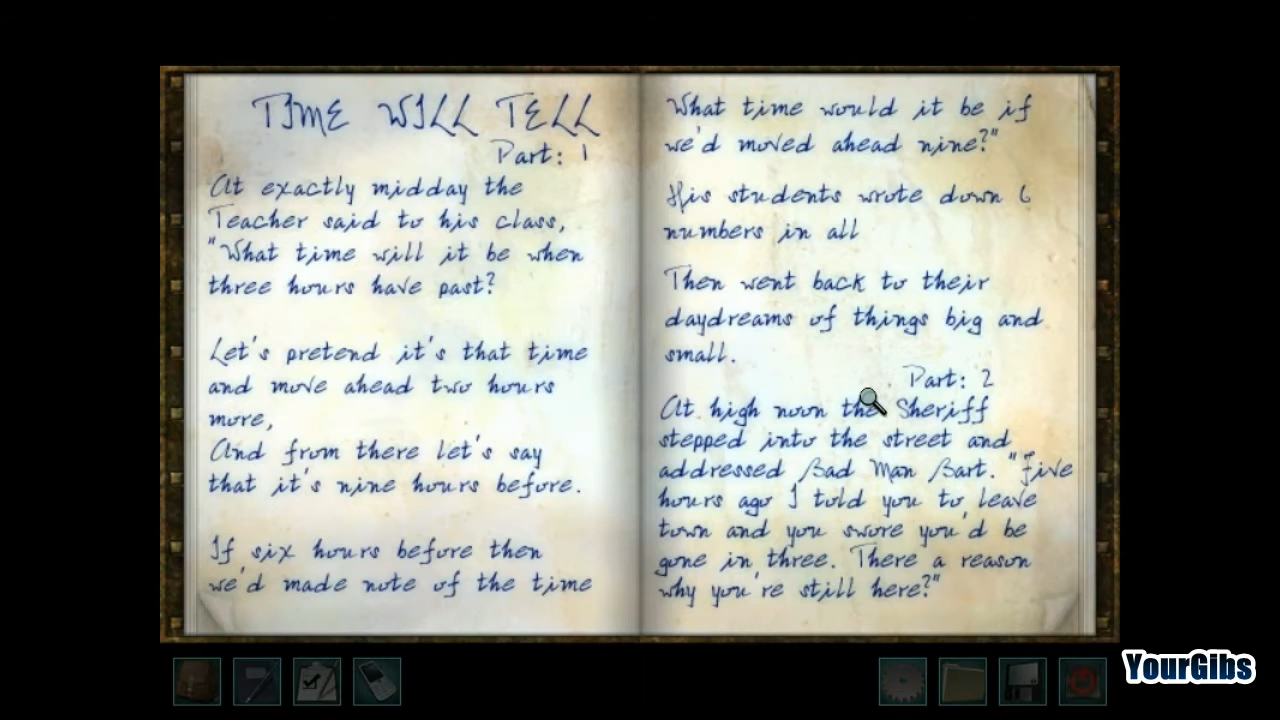 TIME WILL TELL
Part: 1
At exactly midday the
Teacher said to his class,
"What time will it be when
three hours have past?
Let's pretend it's that time
and move ahead two hours
more,
And from there let's say
that it's nine hours before.
If six hours before then
we'd made note of the time
What time would it be if
we'd moved ahead nine?"
His students wrote down 6
numbers in all
Then went back to their
daydreams of things big and
small.
Part: 2
At high noon the Sheriff
stepped into the street and
addressed Bad Man Bart. "Five
hours ago I told you to leave
town and you swore you'd be
gone in three. There a reason
why you're still here?"
YourGibs